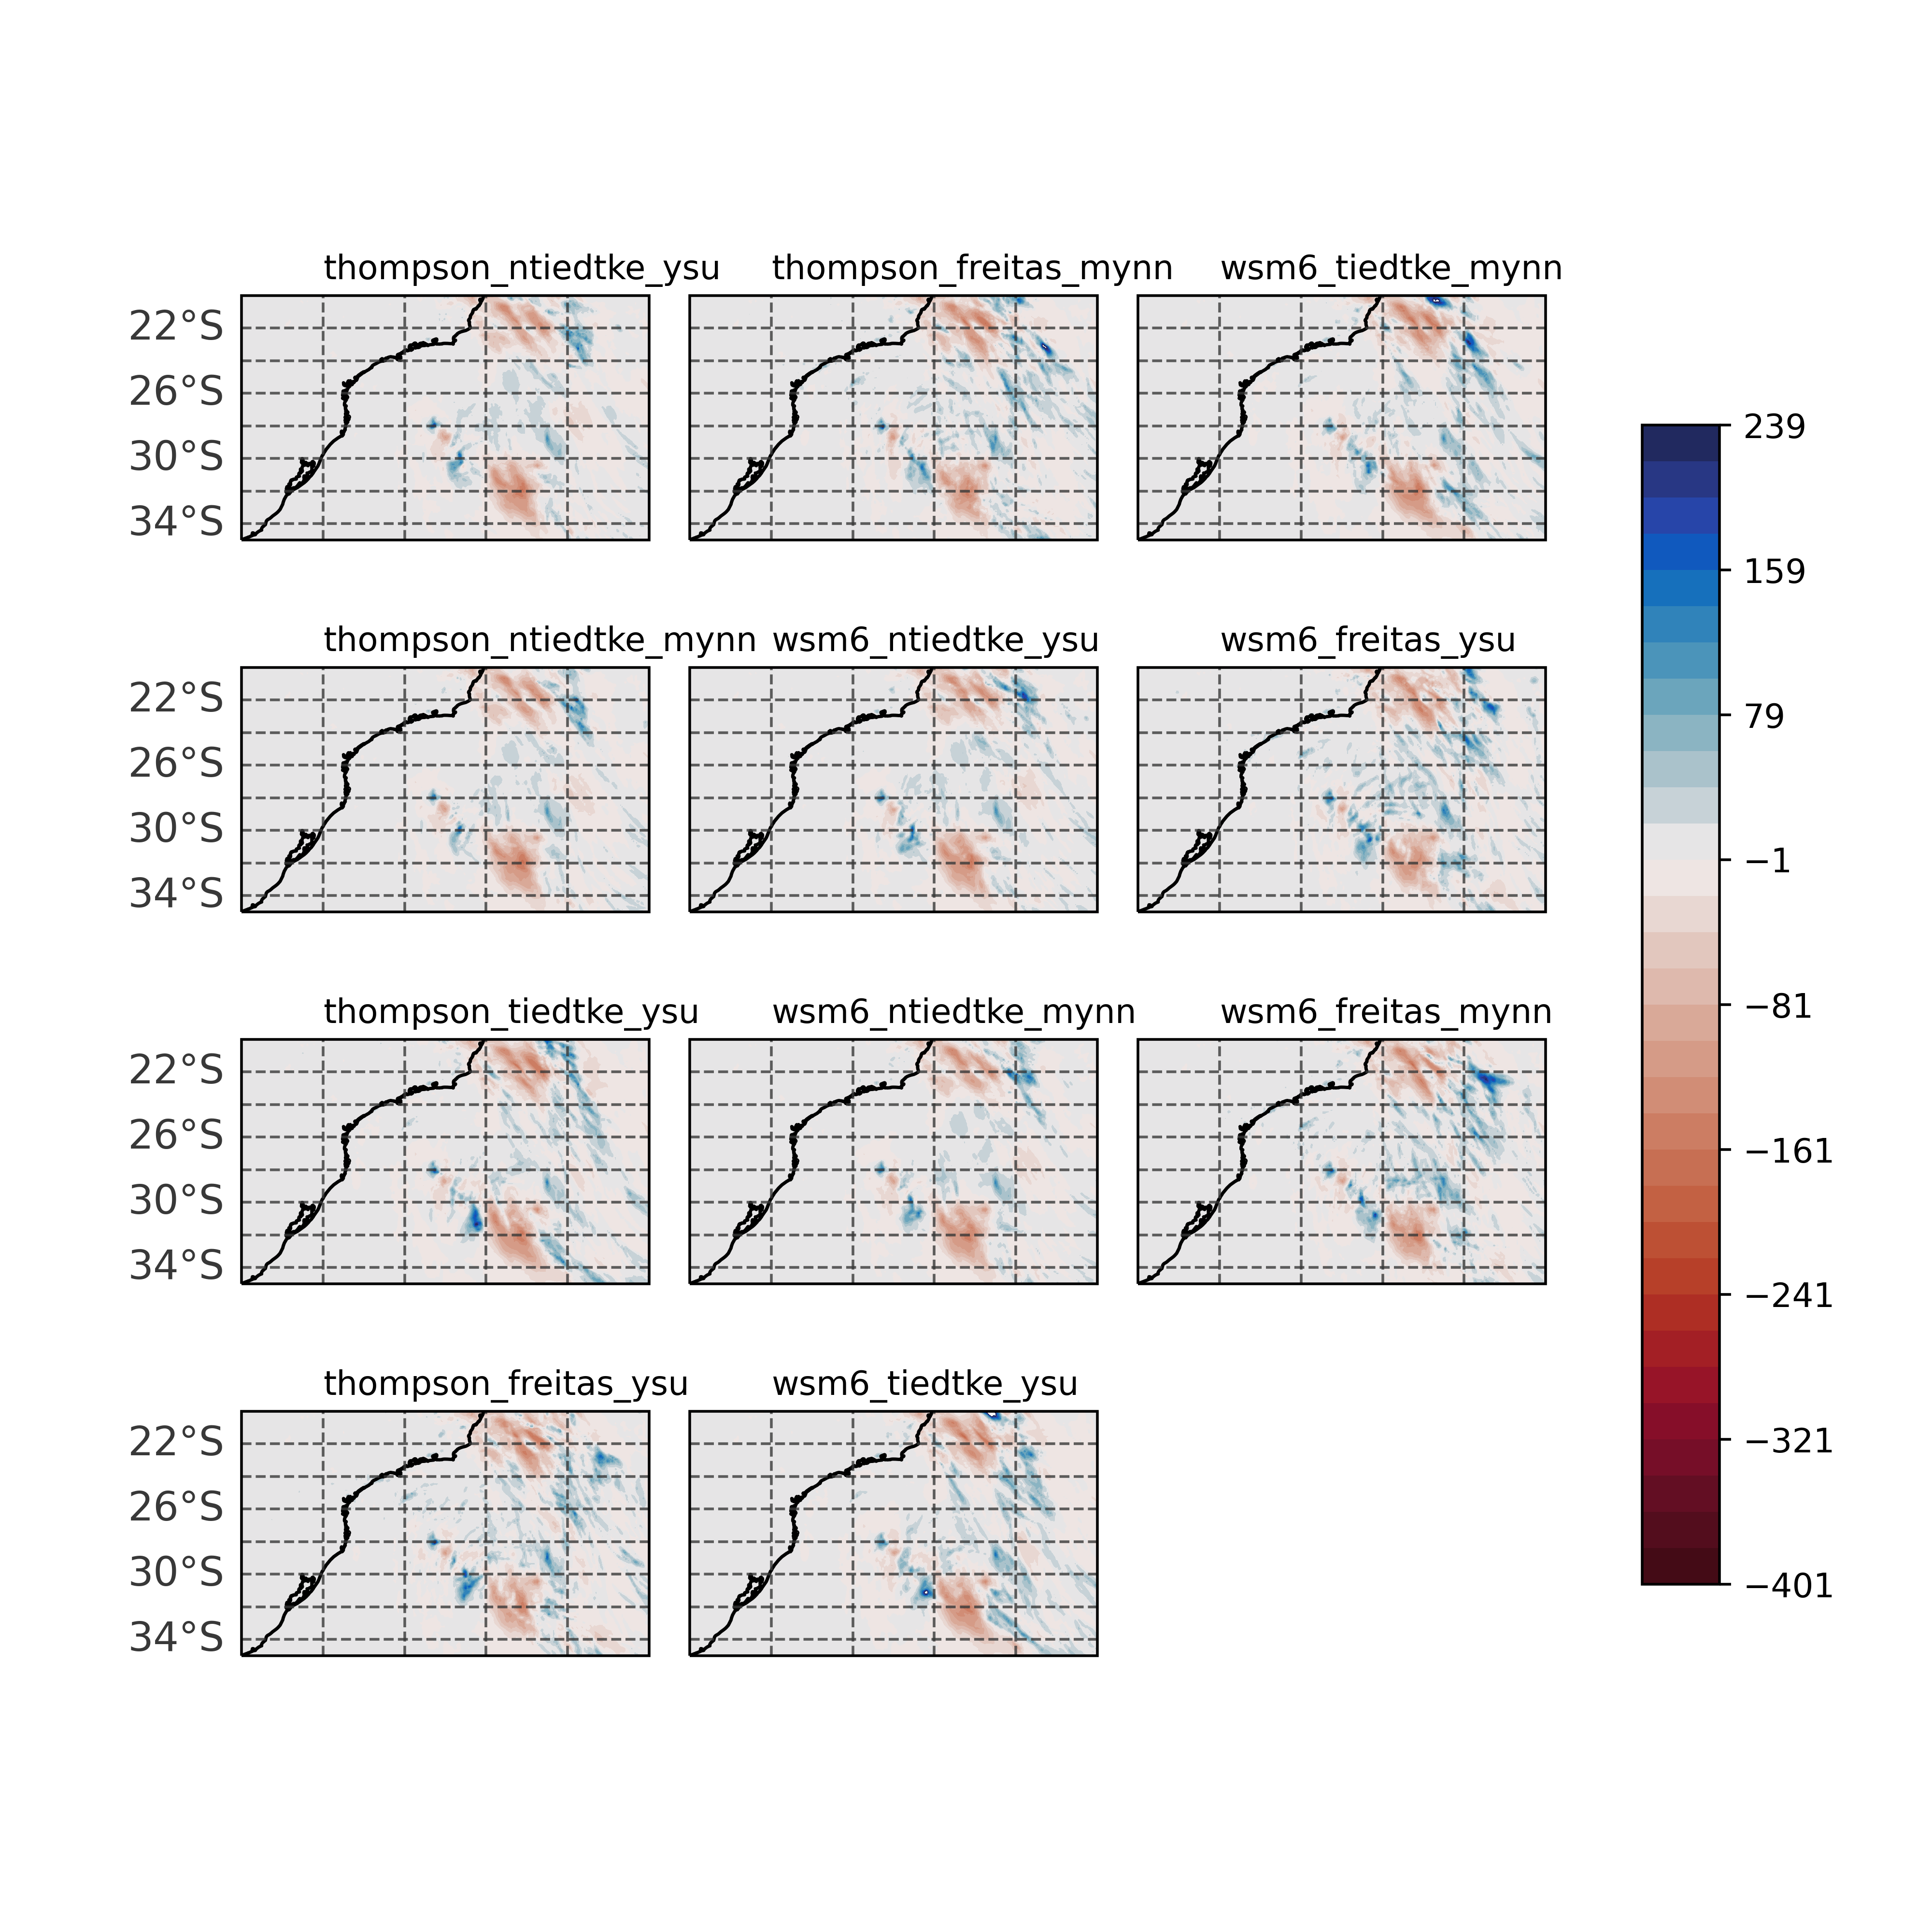 thompson_ntiedtke_ysu
thompson_freitas_mynn
wsm6_tiedtke_mynn
22°S
26°S
30°S
34°S
thompson_ntiedtke_mynn
wsm6_ntiedtke_ysu
wsm6_freitas_ysu
22°S
26°S
30°S
34°S
thompson_tiedtke_ysu
wsm6_ntiedtke_mynn
wsm6_freitas_mynn
22°S
26°S
30°S
34°S
thompson_freitas_ysu
wsm6_tiedtke_ysu
22°S
26°S
30°S
34°S
239
159
79
−1
−81
−161
−241
−321
−401